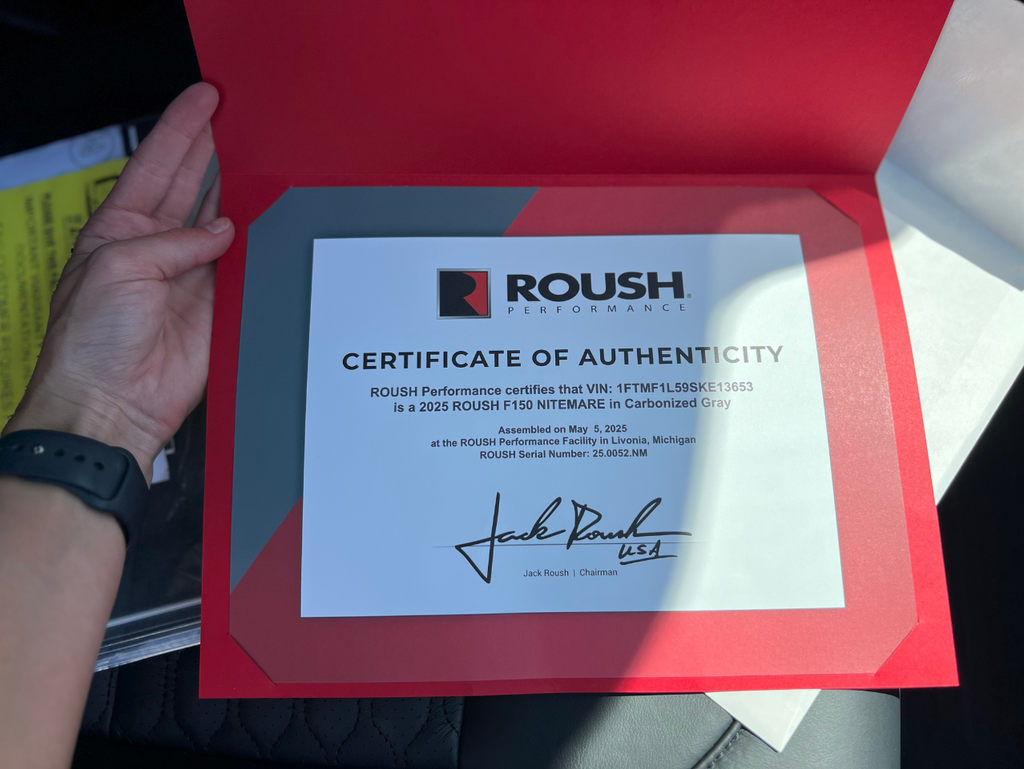 ROUSH
PERFORMANCE
CERTIFICATE OF AUTHENTICITY
ROUSH Performance certifies that VIN: 1FTMF1L59SKE13653
is a 2025 ROUSH F150 NITEMARE in Carbonized Gray
Assembled on May 5, 2025
at the ROUSH Performance Facility in Livonia, Michigan
ROUSH Serial Number: 25.0052.NM
Jack Roush
USA
Jack Roush | Chairman